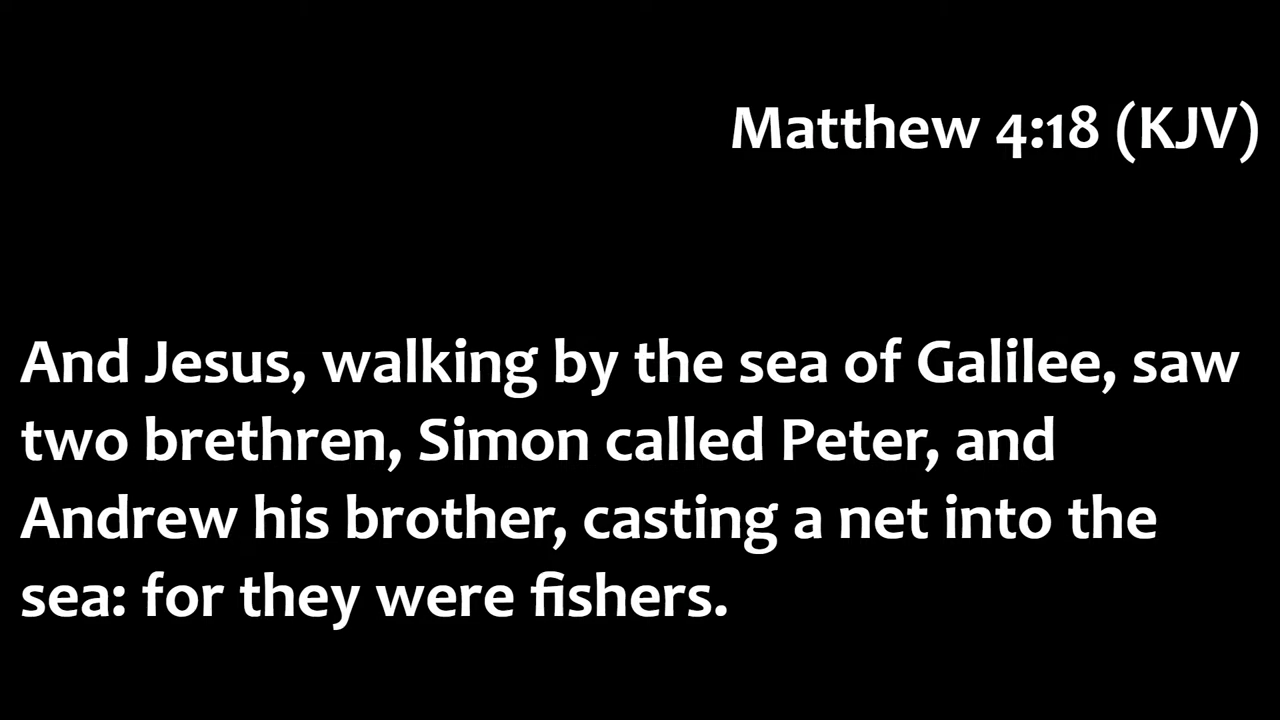 Matthew 4:18 (KJV)
And Jesus, walking by the sea of Galilee, saw
two brethren, Simon called Peter, and
Andrew his brother, casting a net into the
sea: for they were fishers.